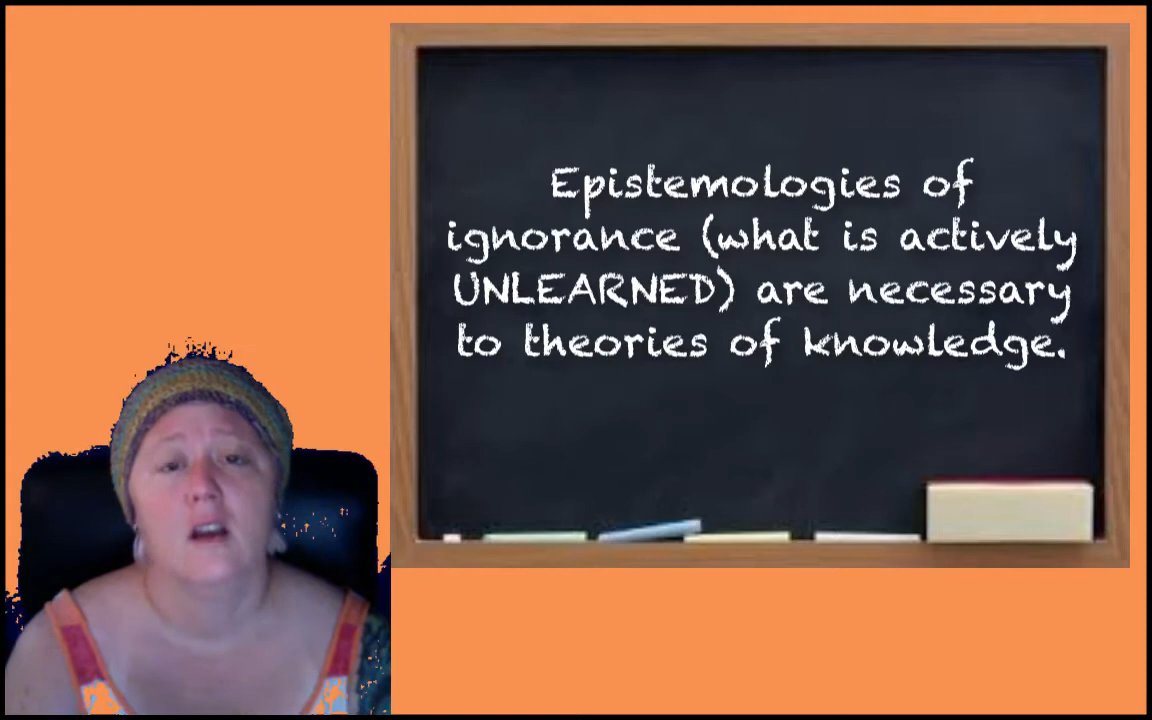 Epistemologies of
ignorance (what is actively
UNLEARNED) are necessary
to theories of knowledge.